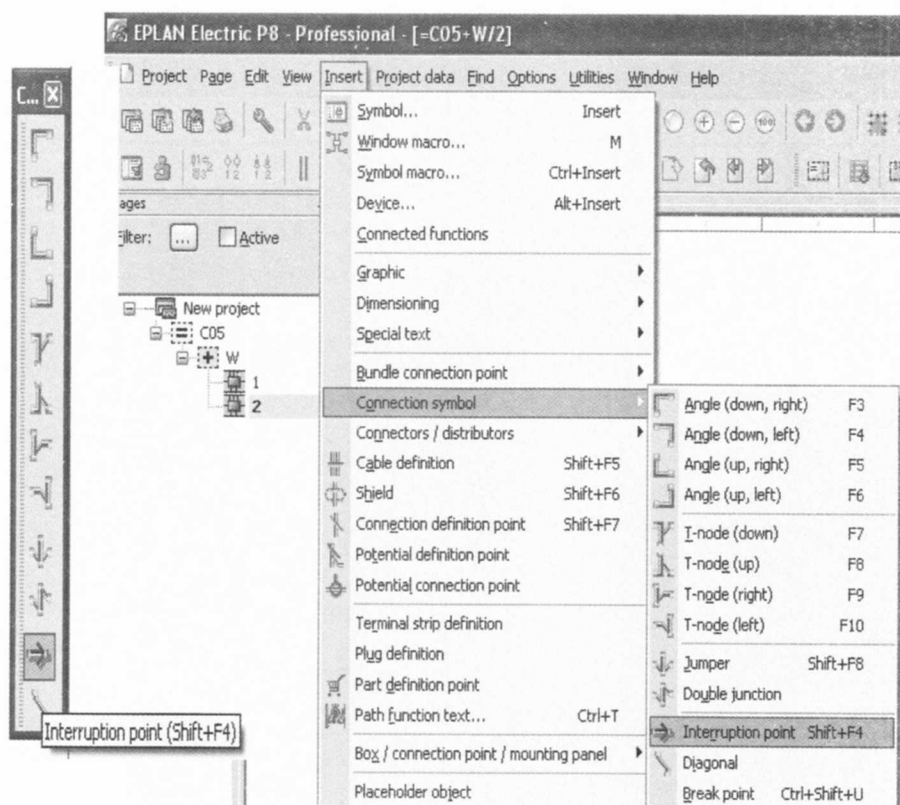 EPLAN Electric P8 - Professional - [=C05+W/2]
Project Page Edit View Insert Project data Find Options Utilities Window Help
C...
ages
Filter: ... Active
New project
C05
W
1
2
Symbol... Insert
Window macro... M
Symbol macro... Ctrl+Insert
Device... Alt+Insert
Connected functions
Graphic
Dimensioning
Special text
Bundle connection point
Connection symbol
Connectors / distributors
Cable definition Shift+F5
Shield Shift+F6
Connection definition point Shift+F7
Potential definition point
Potential connection point
Terminal strip definition
Plug definition
Part definition point
Path function text... Ctrl+T
Box / connection point / mounting panel
Placeholder object
Angle (down, right) F3
Angle (down, left) F4
Angle (up, right) F5
Angle (up, left) F6
T-node (down) F7
T-node (up) F8
T-node (right) F9
T-node (left) F10
Jumper Shift+F8
Double junction
Interruption point Shift+F4
Diagonal
Break point Ctrl+Shift+U
Interruption point (Shift+F4)